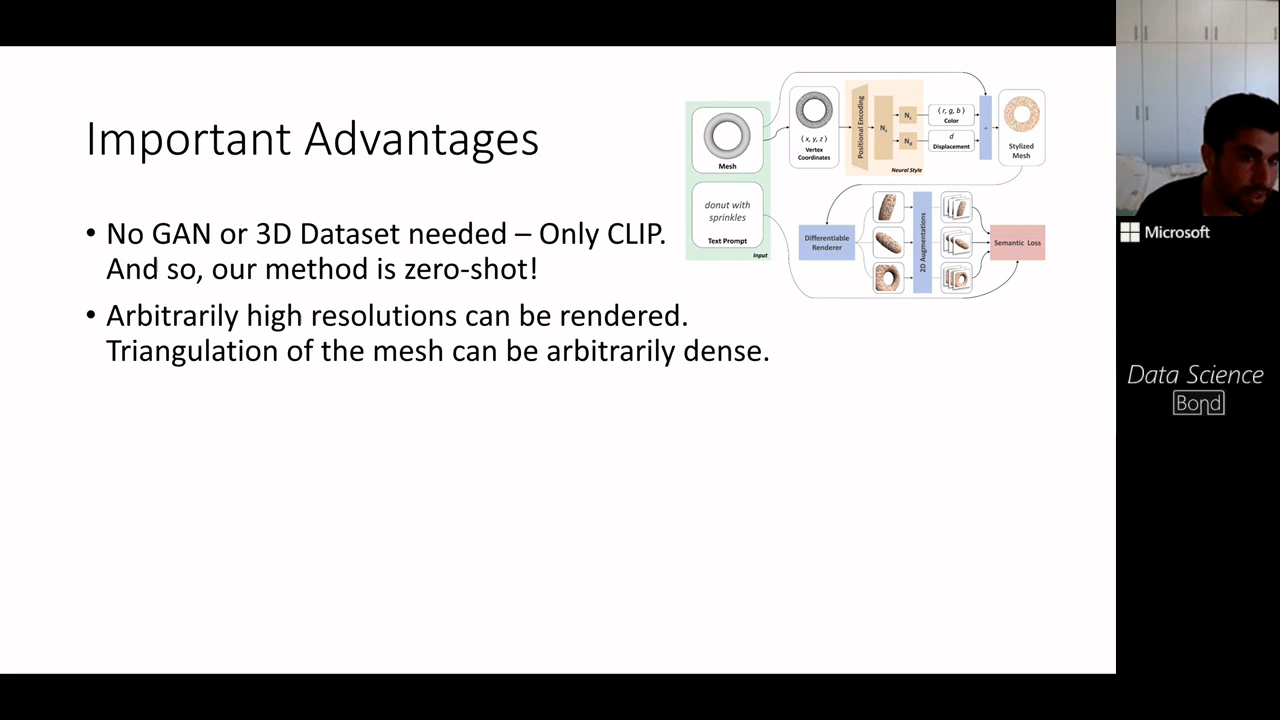 Important Advantages
• No GAN or 3D Dataset needed – Only CLIP.
And so, our method is zero-shot!
• Arbitrarily high resolutions can be rendered.
Triangulation of the mesh can be arbitrarily dense.
Mesh
donut with
sprinkles
Text Prompt
Input
( x, y, z )
Vertex
Coordinates
Positional Encoding
Ns
Nc
Nd
Neural Style
( r, g, b )
Color
d
Displacement
+
Stylized
Mesh
Differentiable
Renderer
2D Augmentations
Semantic Loss
Microsoft
Data Science
Bond